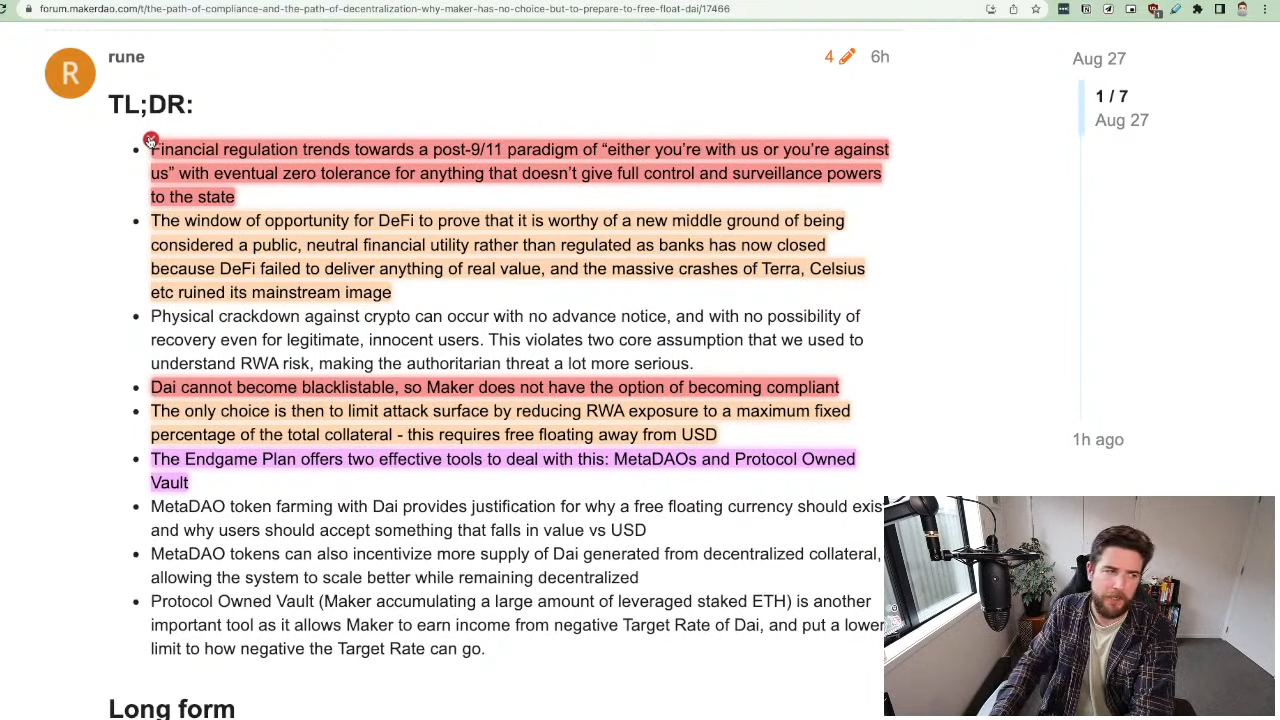 forum.makerdao.com/t/the-path-of-compliance-and-the-path-of-decentralization-why-maker-has-no-choice-but-to-prepare-to-free-float-dai/17466
R
rune
4
6h
Aug 27
TL;DR:
1 / 7
Aug 27
Financial regulation trends towards a post-9/11 paradigm of “either you’re with us or you’re against
us” with eventual zero tolerance for anything that doesn’t give full control and surveillance powers
to the state
The window of opportunity for DeFi to prove that it is worthy of a new middle ground of being
considered a public, neutral financial utility rather than regulated as banks has now closed
because DeFi failed to deliver anything of real value, and the massive crashes of Terra, Celsius
etc ruined its mainstream image
Physical crackdown against crypto can occur with no advance notice, and with no possibility of
recovery even for legitimate, innocent users. This violates two core assumption that we used to
understand RWA risk, making the authoritarian threat a lot more serious.
Dai cannot become blacklistable, so Maker does not have the option of becoming compliant
The only choice is then to limit attack surface by reducing RWA exposure to a maximum fixed
percentage of the total collateral - this requires free floating away from USD
1h ago
The Endgame Plan offers two effective tools to deal with this: MetaDAOs and Protocol Owned
Vault
MetaDAO token farming with Dai provides justification for why a free floating currency should exis
and why users should accept something that falls in value vs USD
MetaDAO tokens can also incentivize more supply of Dai generated from decentralized collateral,
allowing the system to scale better while remaining decentralized
Protocol Owned Vault (Maker accumulating a large amount of leveraged staked ETH) is another
important tool as it allows Maker to earn income from negative Target Rate of Dai, and put a lower
limit to how negative the Target Rate can go.
Long form